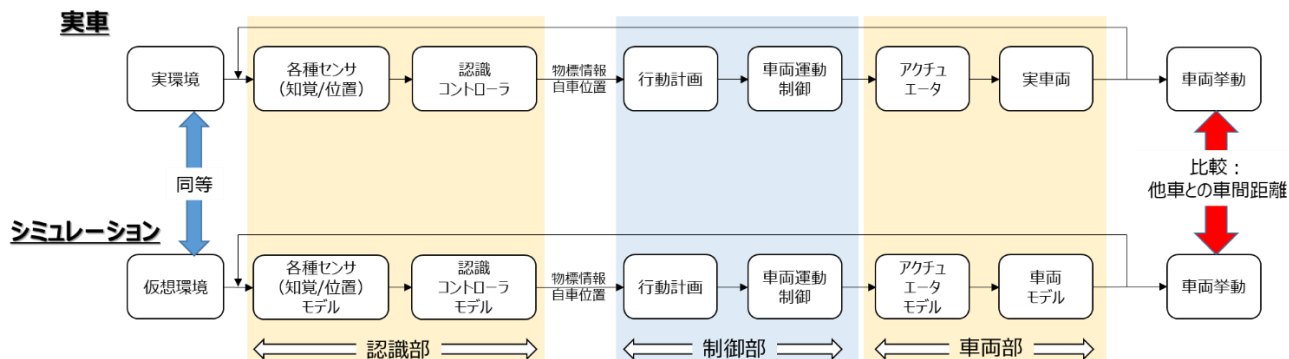 実車
実環境
各種センサ
（知覚/位置）
認識
コントローラ
物標情報
自車位置
行動計画
車両運動
制御
アクチュ
エータ
実車両
車両挙動
同等
比較：
他車との車間距離
シミュレーション
仮想環境
各種センサ
（知覚/位置）
モデル
認識
コントローラ
モデル
物標情報
自車位置
行動計画
車両運動
制御
アクチュ
エータ
モデル
車両
モデル
車両挙動
認識部
制御部
車両部